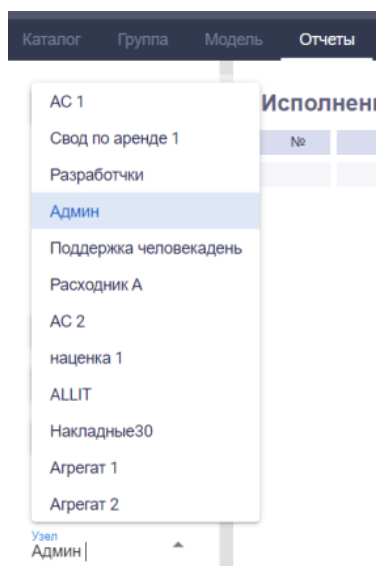 Каталог Группа Модель Отчеты
АС 1
Исполнен
Свод по аренде 1
№
Разработчки
Админ
Поддержка человекадень
Расходник А
АС 2
наценка 1
ALLIT
Накладные30
Агрегат 1
Агрегат 2
Узел
Админ